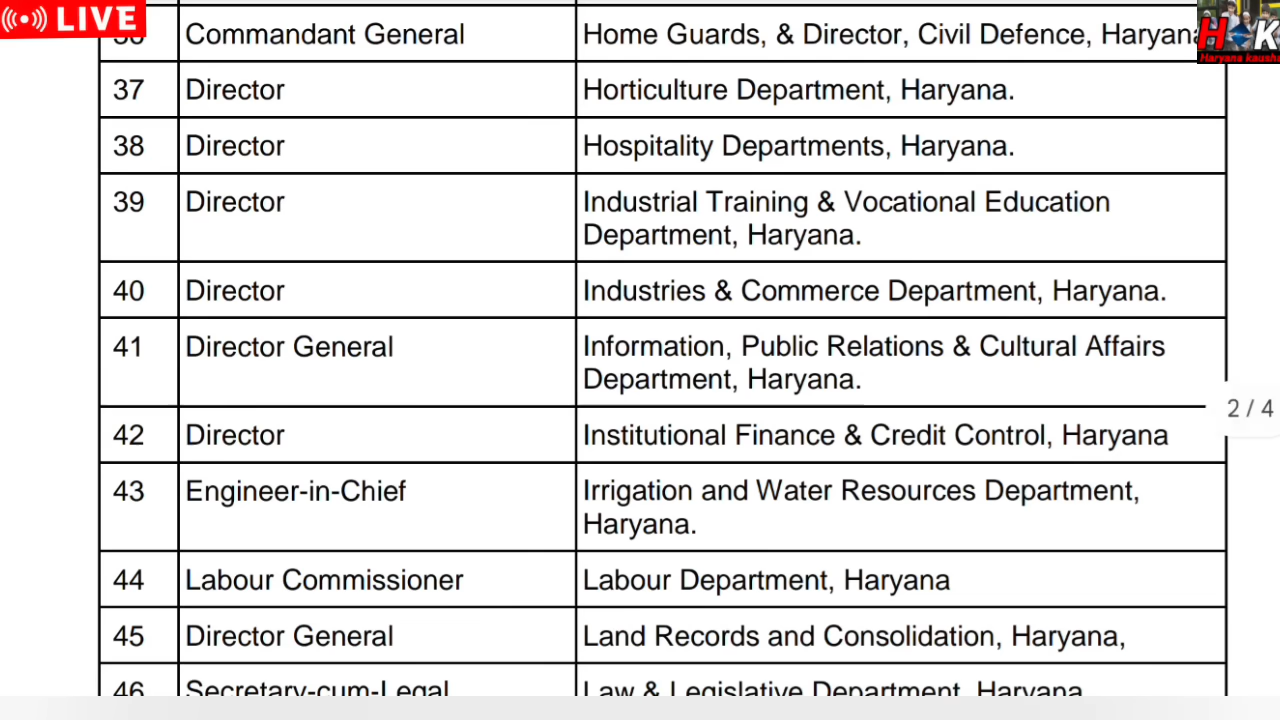 LIVE
Commandant General Home Guards, & Director, Civil Defence, Haryana
H K
Haryana kaush
37 Director Horticulture Department, Haryana.
38 Director Hospitality Departments, Haryana.
39 Director Industrial Training & Vocational Education
Department, Haryana.
40 Director Industries & Commerce Department, Haryana.
41 Director General Information, Public Relations & Cultural Affairs
Department, Haryana.
2 / 4
42 Director Institutional Finance & Credit Control, Haryana
43 Engineer-in-Chief Irrigation and Water Resources Department,
Haryana.
44 Labour Commissioner Labour Department, Haryana
45 Director General Land Records and Consolidation, Haryana,
46 Secretary-cum-Legal Law & Legislative Department, Haryana